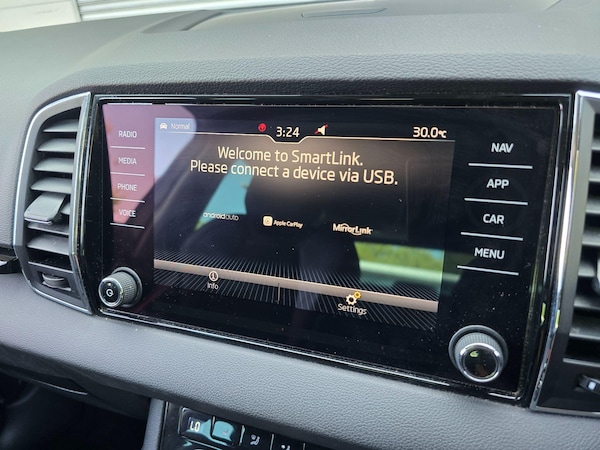 Normal
3:24
30.0°C
RADIO
MEDIA
PHONE
VOICE
Welcome to SmartLink.
Please connect a device via USB.
androidauto
Apple CarPlay
MirrorLink
Info
Settings
NAV
APP
CAR
MENU
LO